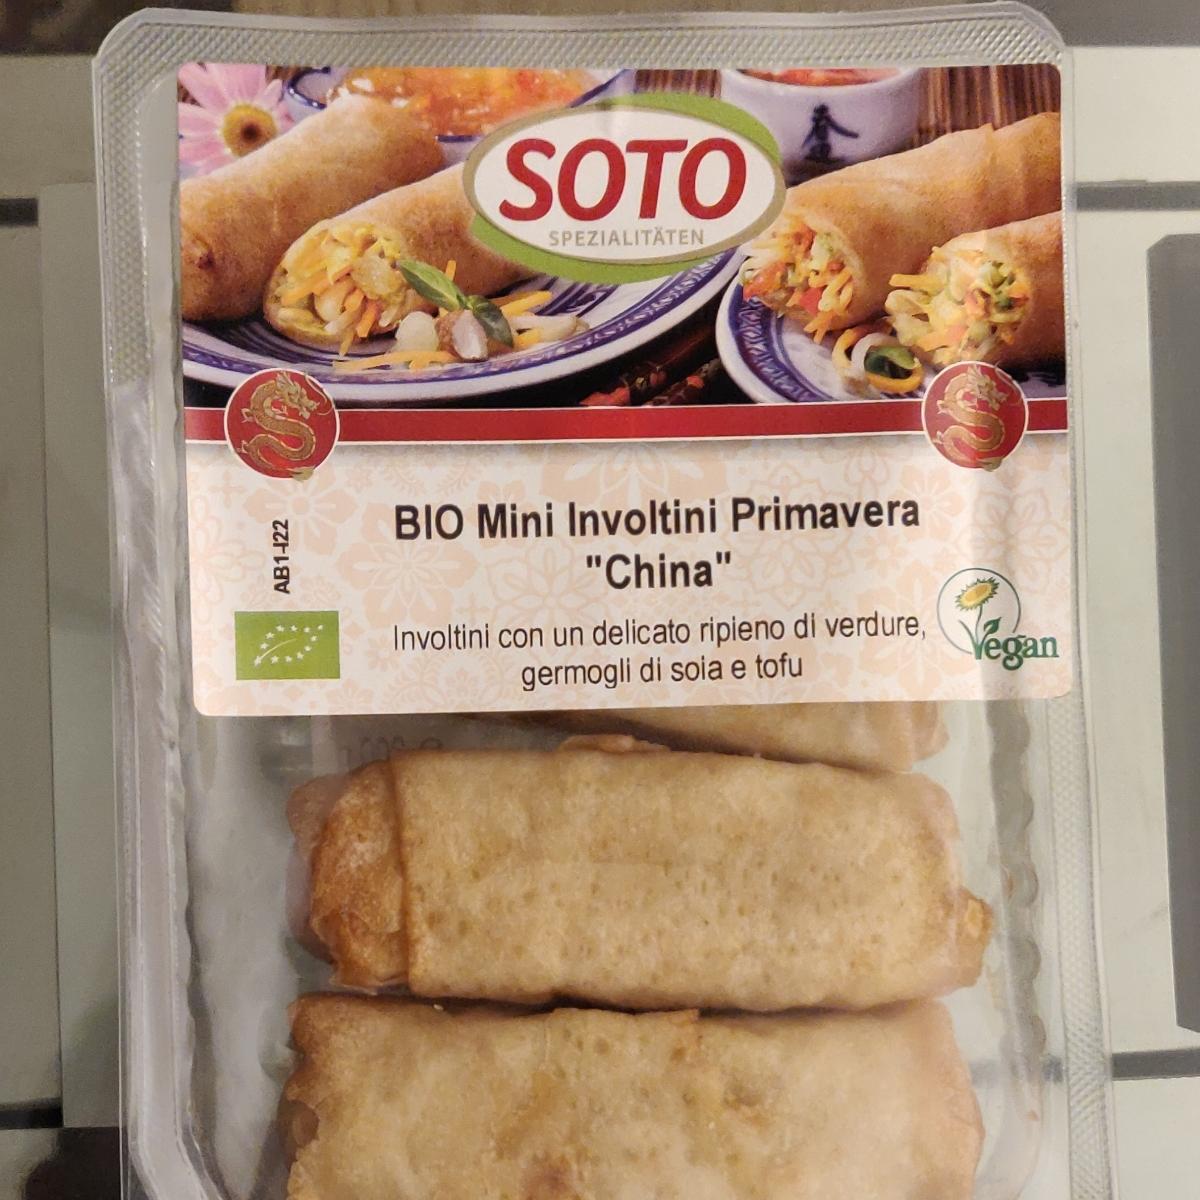 SOTO
SPEZIALITÄTEN
BIO Mini Involtini Primavera
"China"
AB1-I22
Involtini con un delicato ripieno di verdure,
germogli di soia e tofu
Vegan